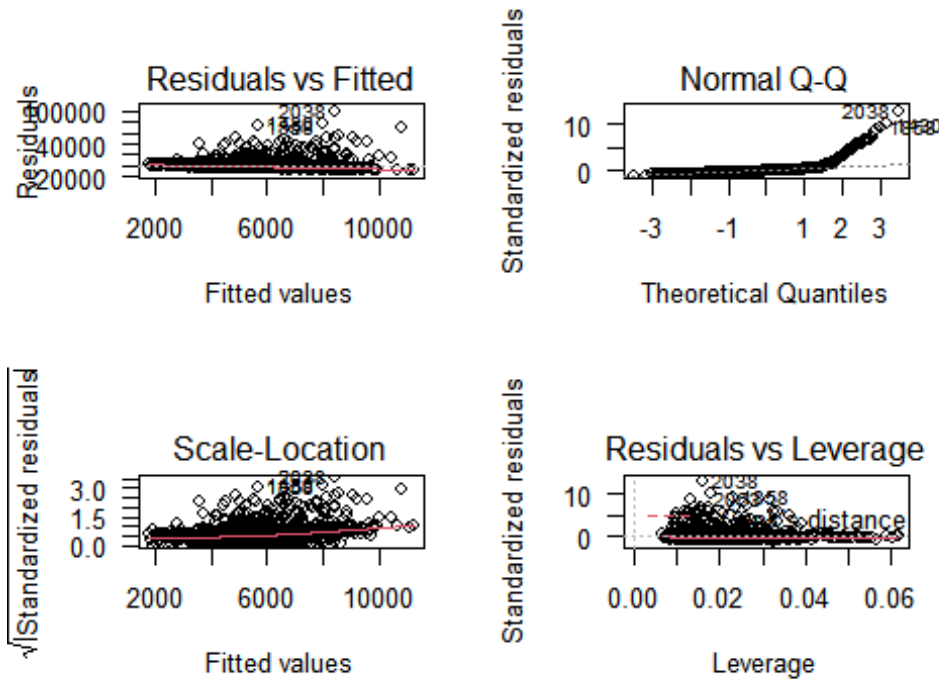 Residuals vs Fitted
Residuals
100000
40000
-20000
2038
2000 6000 10000
Fitted values
Normal Q-Q
Standardized residuals
10
0
2038
-3 -1 1 2 3
Theoretical Quantiles
Scale-Location
√|Standardized residuals|
3.0
1.5
0.0
2000 6000 10000
Fitted values
Residuals vs Leverage
Standardized residuals
10
0
2038
distance
0.00 0.02 0.04 0.06
Leverage